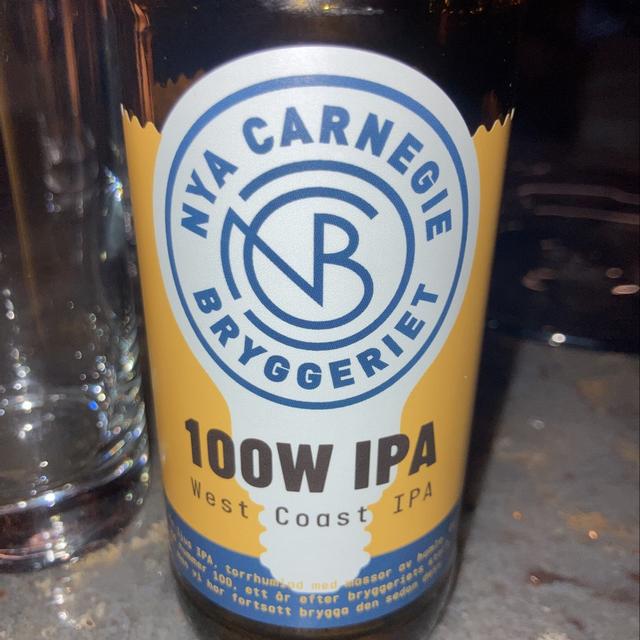 NYA CARNEGIE
NCB
BRYGGERIET
100W IPA
West Coast IPA
IPA, torrhumlad med massor av humle
100, ett år efter bryggeriets
vi har fortsatt brygga den sedan